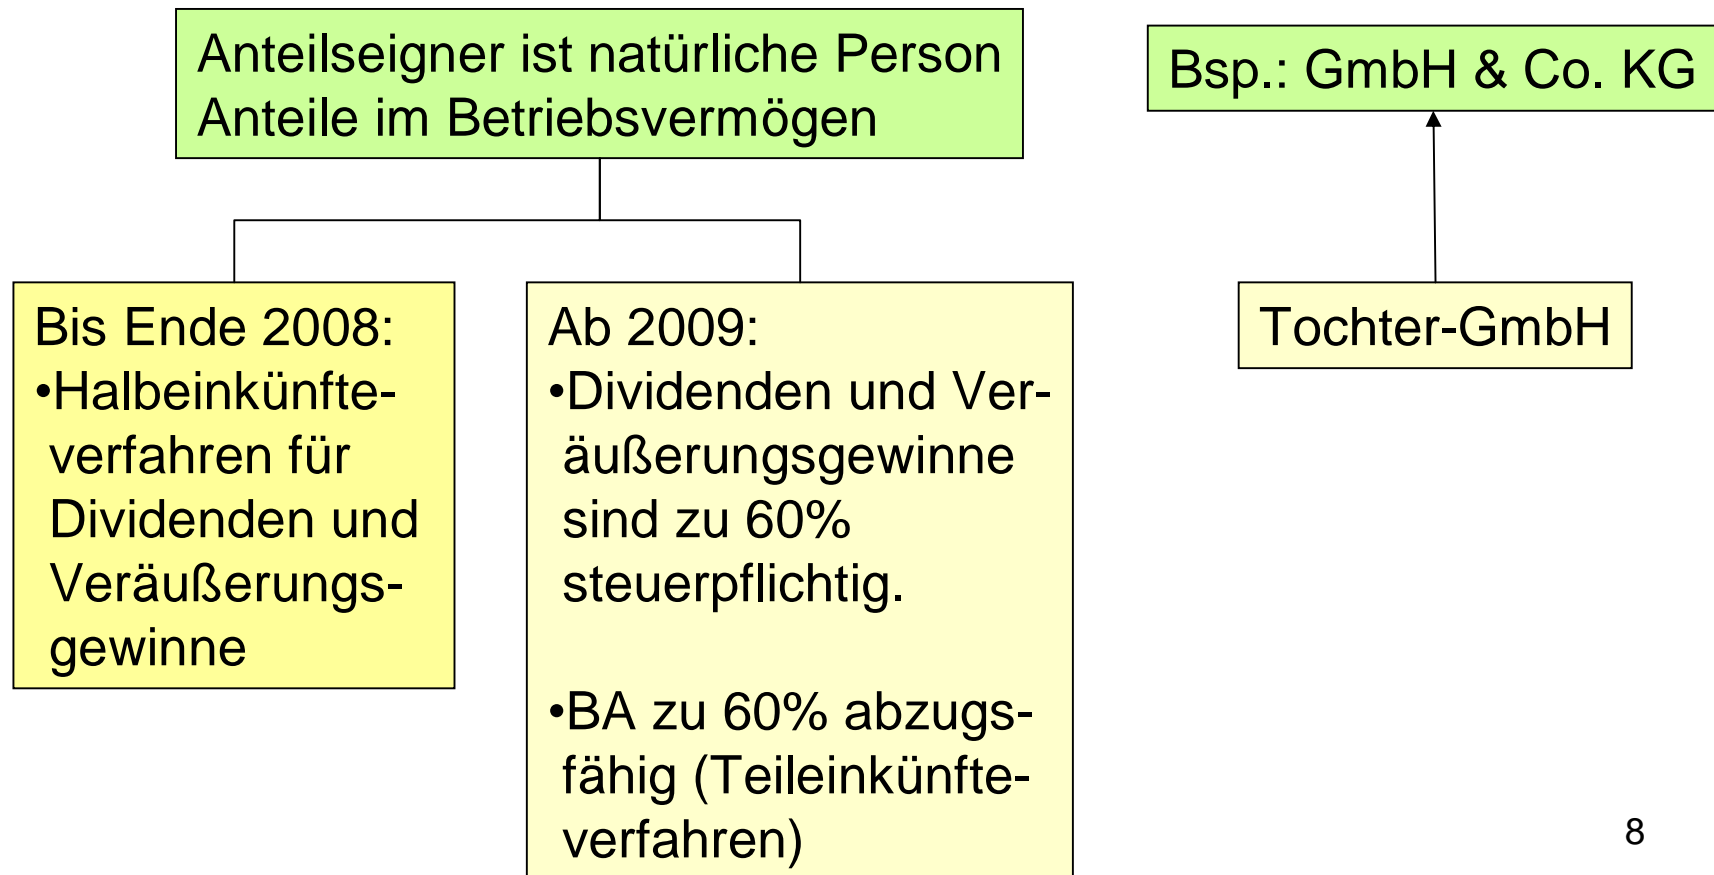 Anteilseigner ist natürliche Person
Anteile im Betriebsvermögen
Bsp.: GmbH & Co. KG
Bis Ende 2008:
•Halbeinkünfte-
verfahren für
Dividenden und
Veräußerungs-
gewinne
Ab 2009:
•Dividenden und Ver-
äußerungsgewinne
sind zu 60%
steuerpflichtig.
•BA zu 60% abzugs-
fähig (Teileinkünfte-
verfahren)
Tochter-GmbH
8